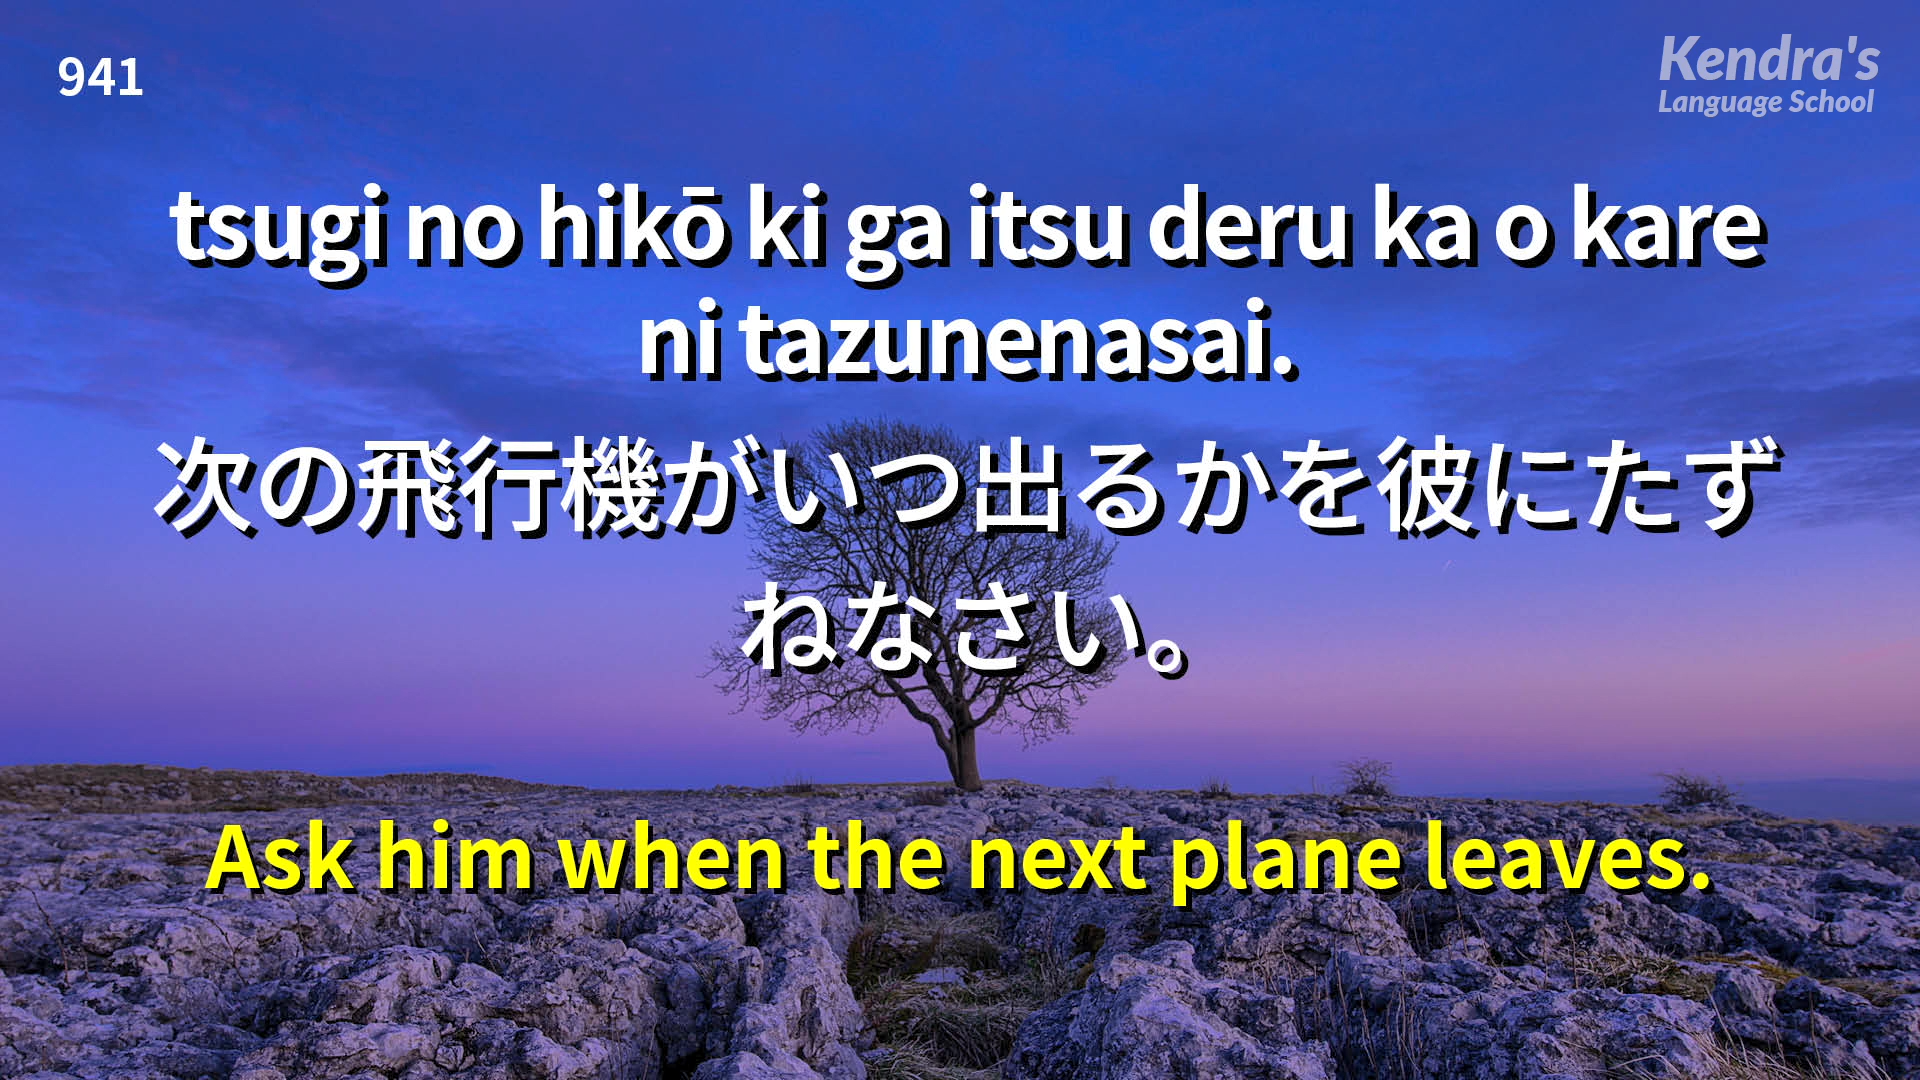 941
Kendra's
Language School
tsugi no hikō ki ga itsu deru ka o kare
ni tazunenasai.
次の飛行機がいつ出るかを彼にたず
ねなさい。
Ask him when the next plane leaves.